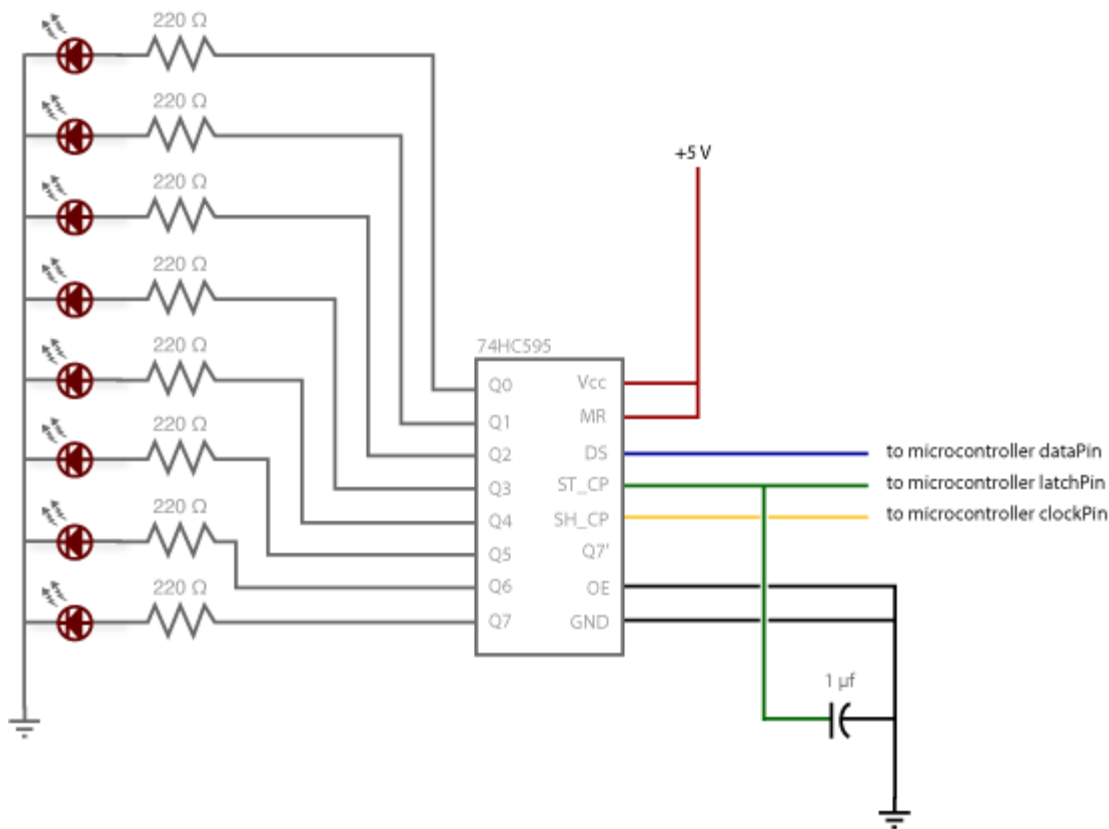 220 Ω
220 Ω
220 Ω
220 Ω
220 Ω
220 Ω
220 Ω
220 Ω
+5 V
74HC595
Q0 Vcc
Q1 MR
Q2 DS to microcontroller dataPin
Q3 ST_CP to microcontroller latchPin
Q4 SH_CP to microcontroller clockPin
Q5 Q7'
Q6 OE
Q7 GND
1 µf